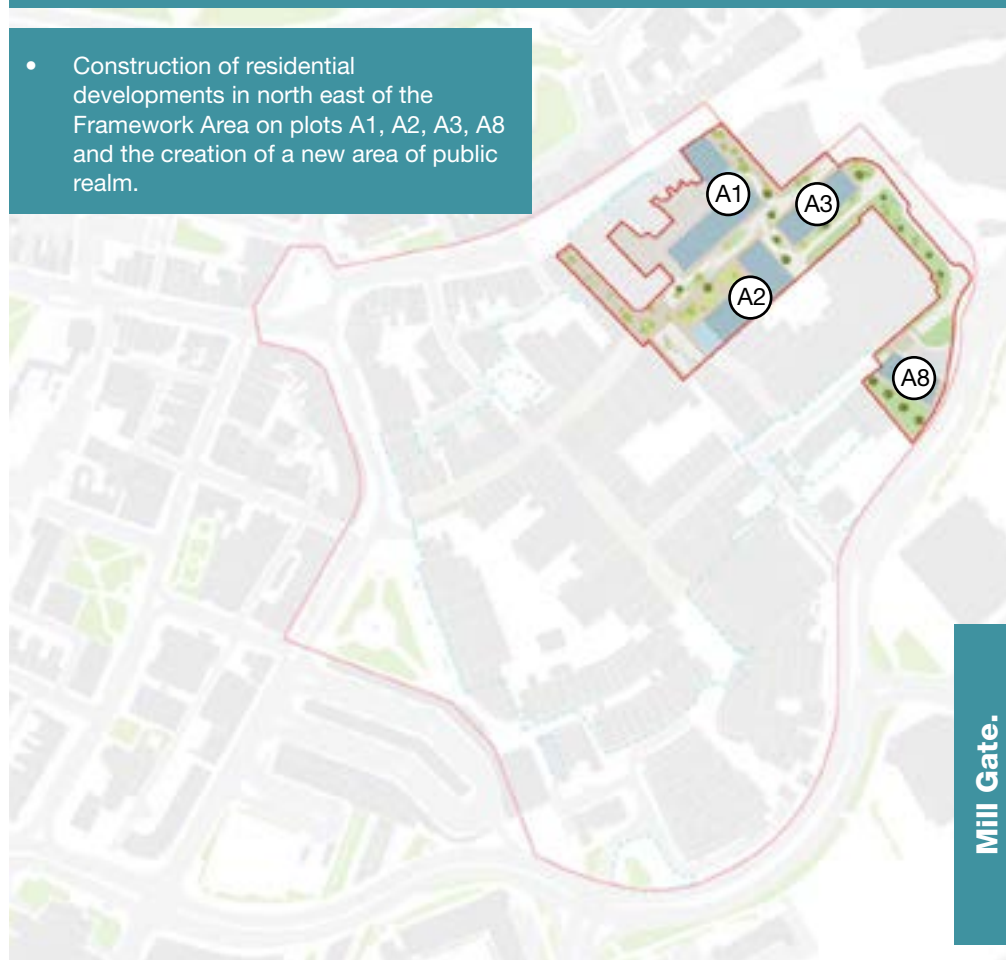 • Construction of residential
developments in north east of the
Framework Area on plots A1, A2, A3, A8
and the creation of a new area of public
realm.
A1
A3
A2
A8
Mill Gate.